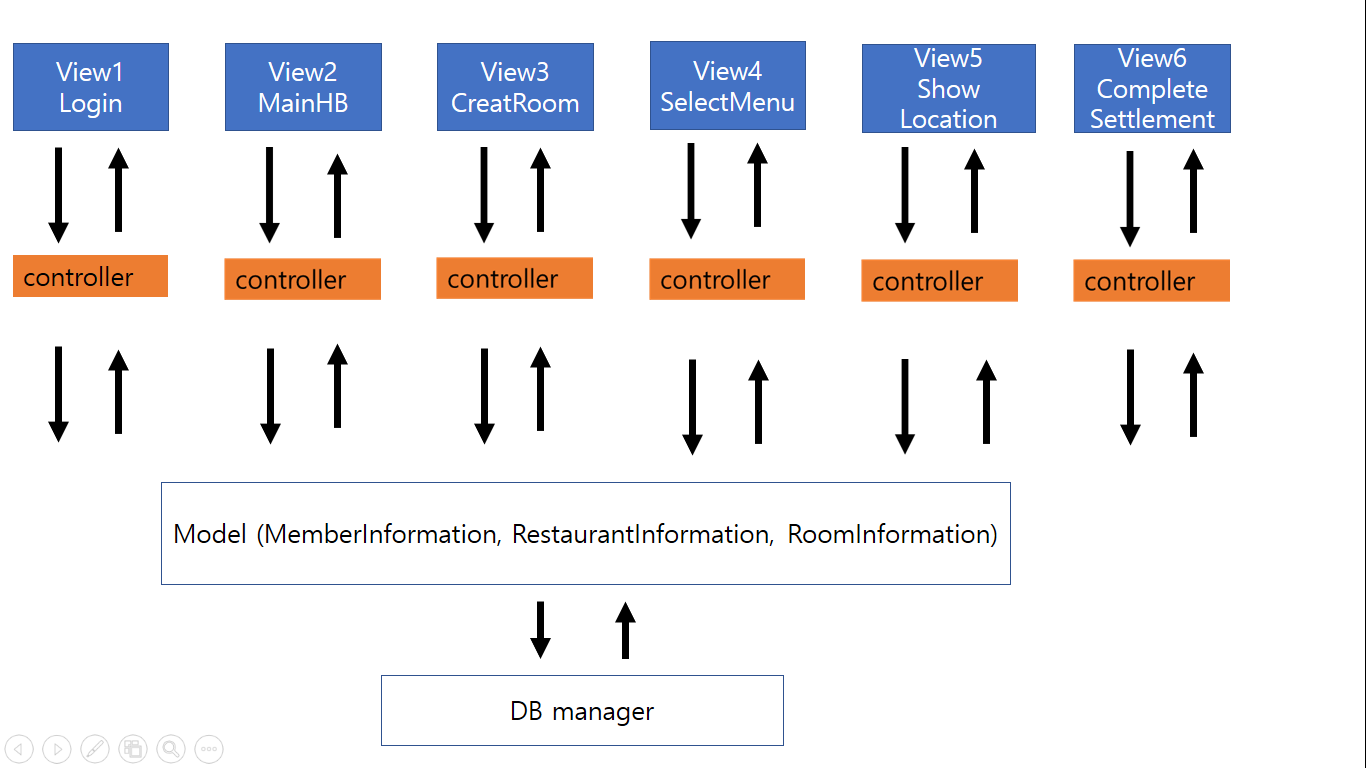 View1
Login
View2
MainHB
View3
CreatRoom
View4
SelectMenu
View5
Show
Location
View6
Complete
Settlement
controller
controller
controller
controller
controller
controller
Model (MemberInformation, RestaurantInformation, RoomInformation)
DB manager